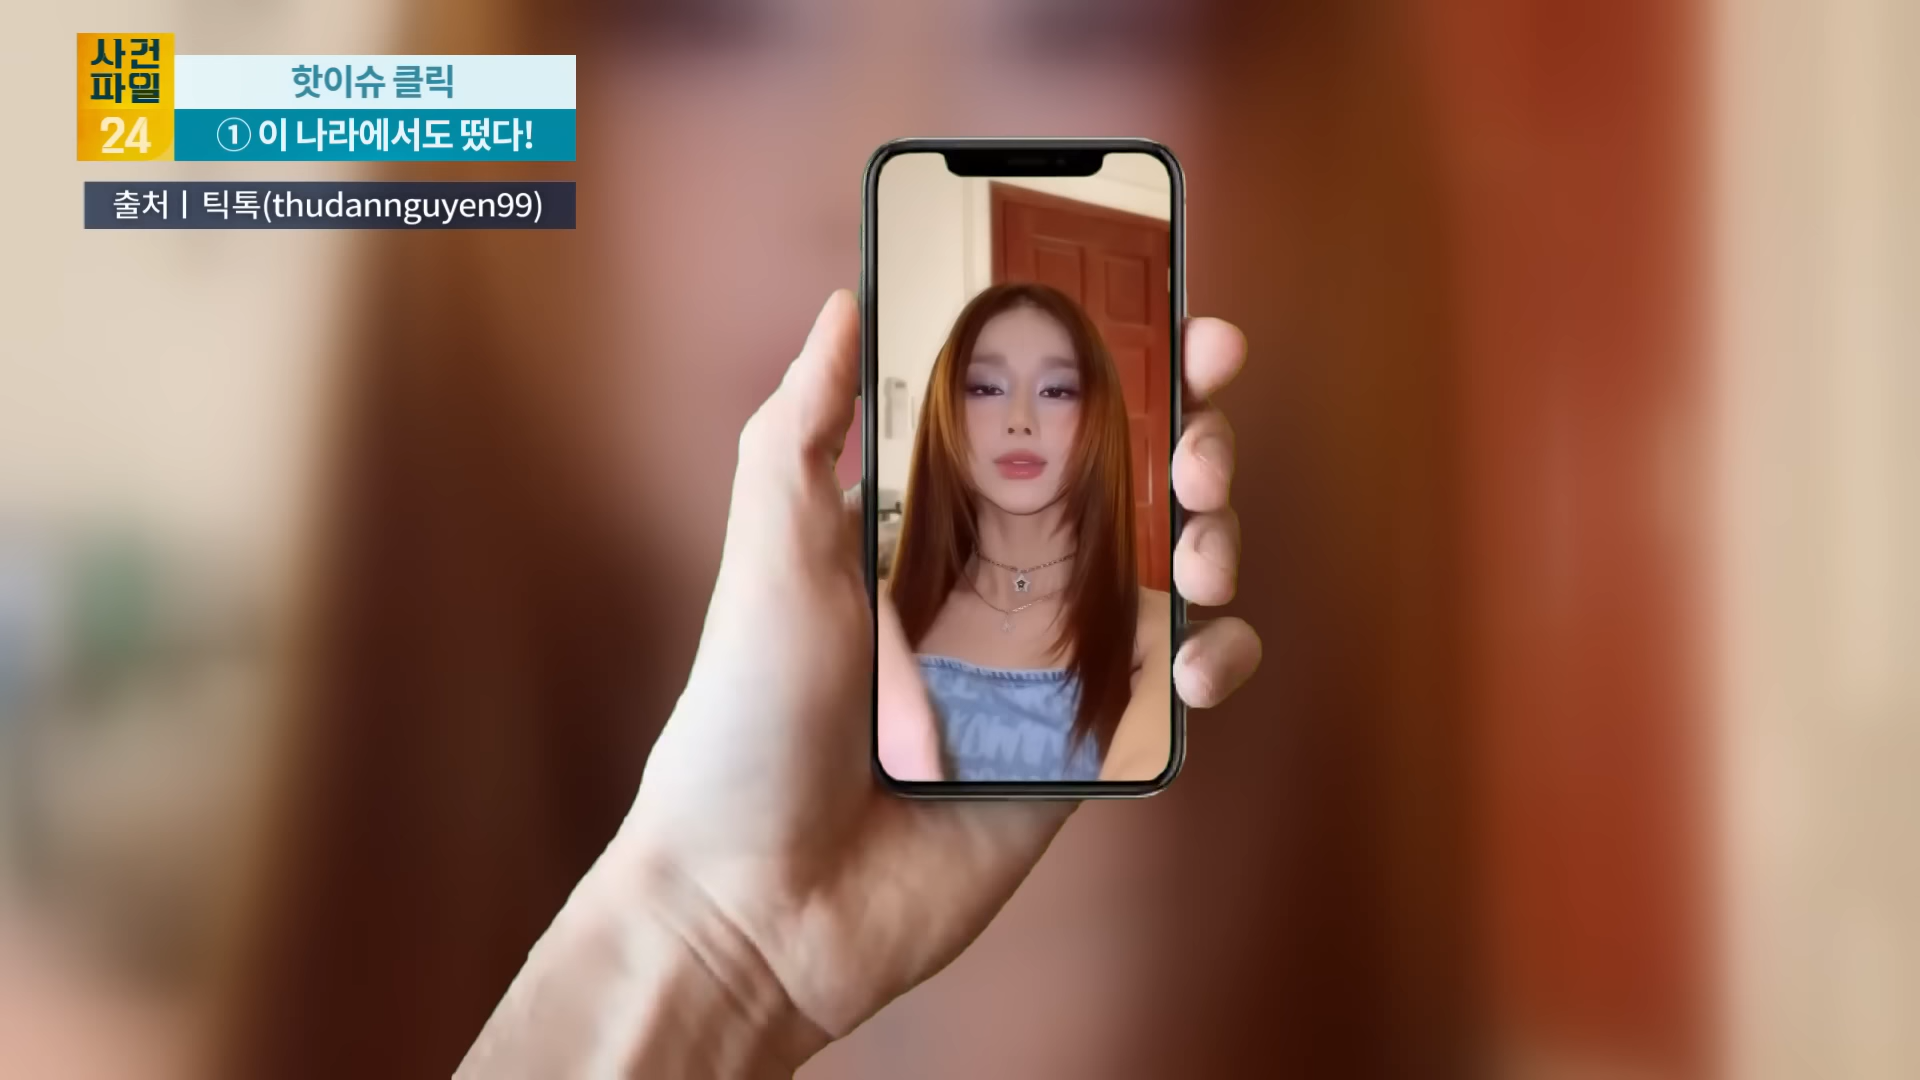 사건
파일
24
핫이슈 클릭
① 이 나라에서도 떴다!
출처ㅣ 틱톡(thudannguyen99)